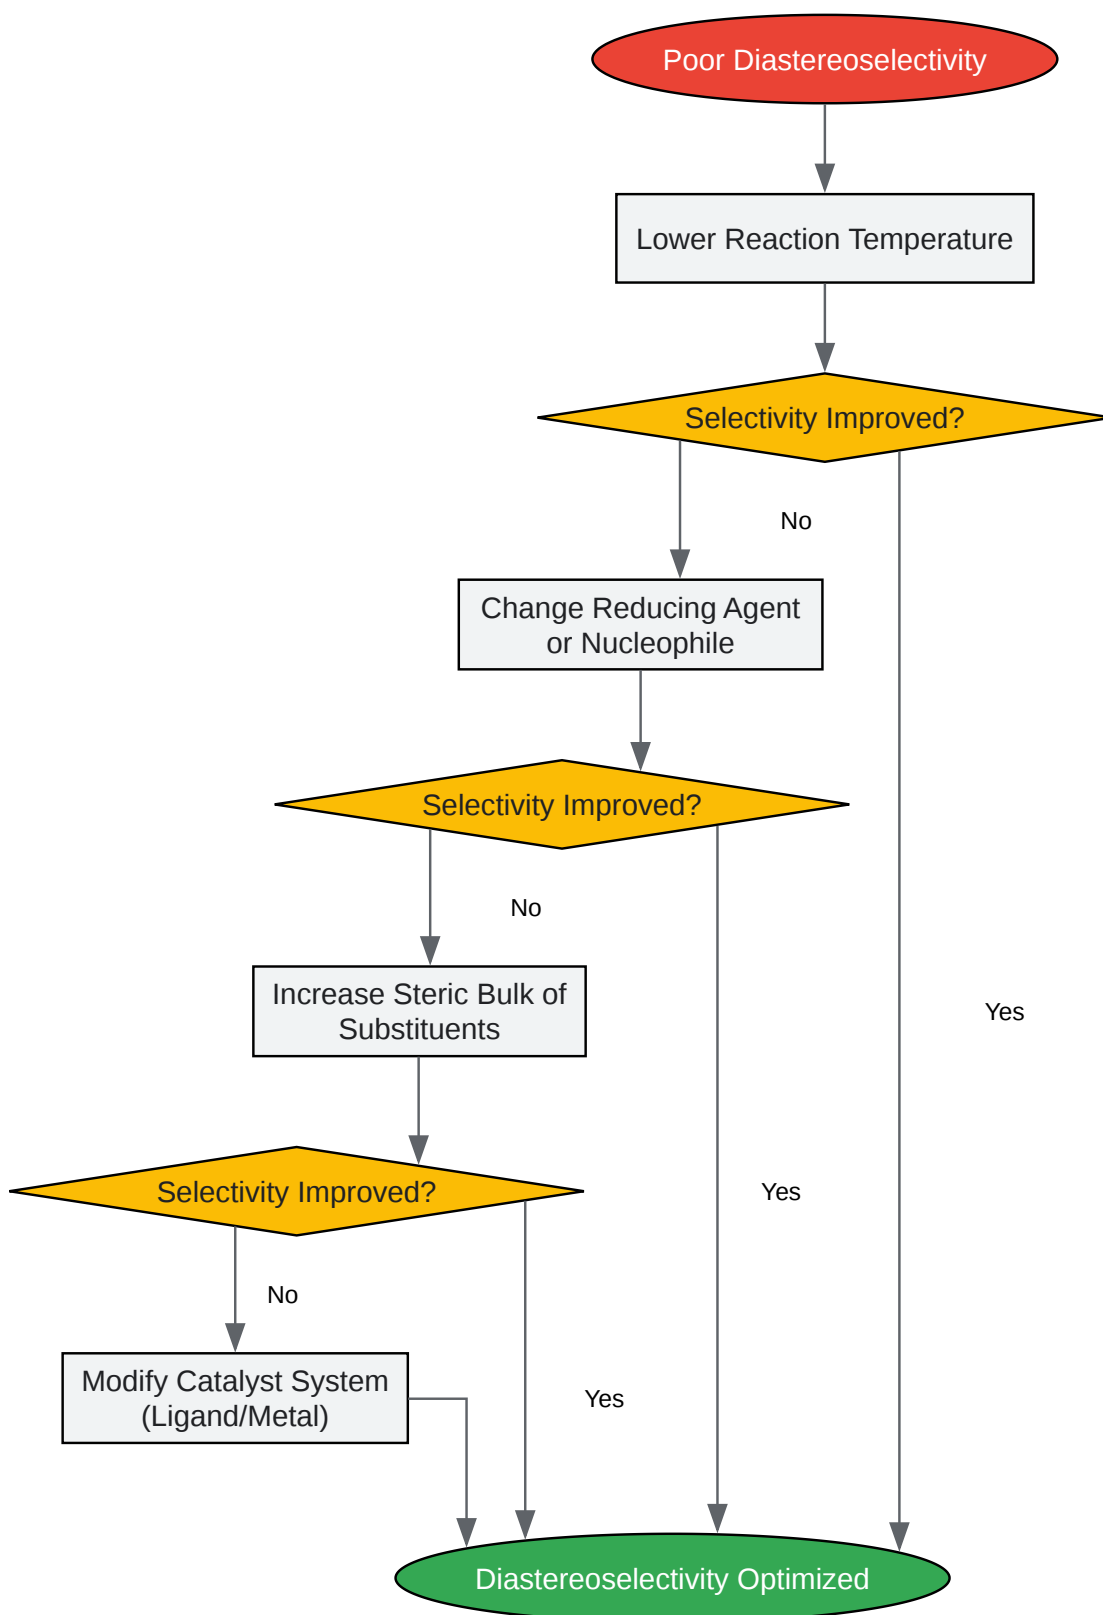 Poor Diastereoselectivity
Lower Reaction Temperature
Selectivity Improved?
No
Change Reducing Agent
or Nucleophile
Selectivity Improved?
No
Increase Steric Bulk of
Substituents
Yes
Selectivity Improved?
Yes
No
Modify Catalyst System
(Ligand/Metal)
Yes
Diastereoselectivity Optimized